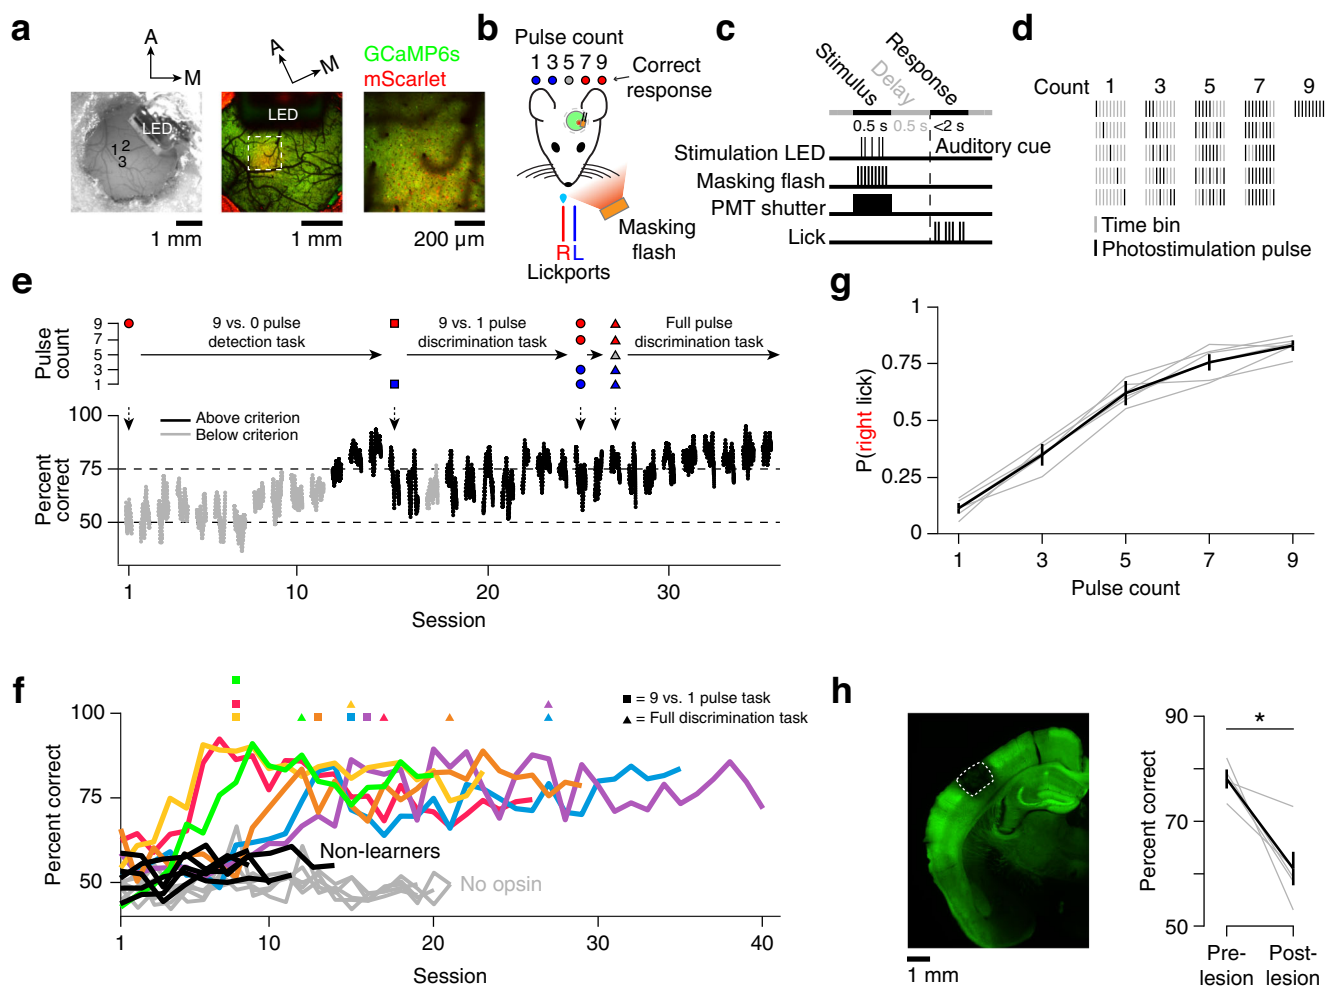 a
A
M
LED
1 2
3
1 mm
A
M
LED
1 mm
GCaMP6s
mScarlet
200 µm
b
Pulse count
1 3 5 7 9
Correct
response
Masking
flash
R L
Lickports
c
Stimulus
Delay
Response
0.5 s 0.5 s <2 s
Auditory cue
Stimulation LED
Masking flash
PMT shutter
Lick
d
Count 1 3 5 7 9
Time bin
Photostimulation pulse
e
Pulse
count
9
7
5
3
1
9 vs. 0 pulse
detection task
9 vs. 1 pulse
discrimination task
Full pulse
discrimination task
Above criterion
Below criterion
Percent
correct
100
75
50
1 10 20 30
Session
f
= 9 vs. 1 pulse task
= Full discrimination task
Percent correct
100
75
50
Non-learners
No opsin
1 10 20 30 40
Session
g
P(right lick)
1
0.75
0.5
0.25
0
1 3 5 7 9
Pulse count
h
1 mm
Percent correct
90
70
50
*
Pre-
lesion
Post-
lesion